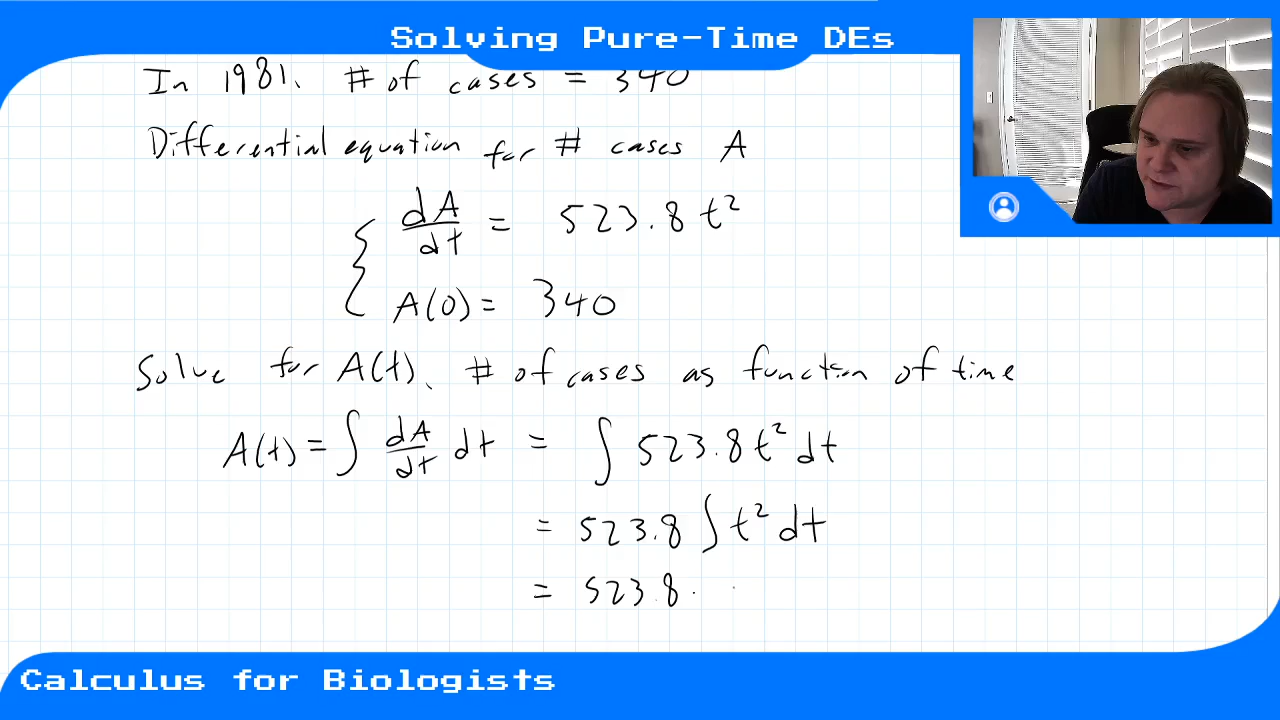 Solving Pure-Time DEs
In 1981, # of cases = 340
Differential equation for # cases A
dA/dt = 523.8 t²
A(0) = 340
Solve for A(t), # of cases as function of time
A(t) = ∫ dA/dt dt = ∫ 523.8 t² dt
= 523.8 ∫ t² dt
= 523.8 ·
Calculus for Biologists